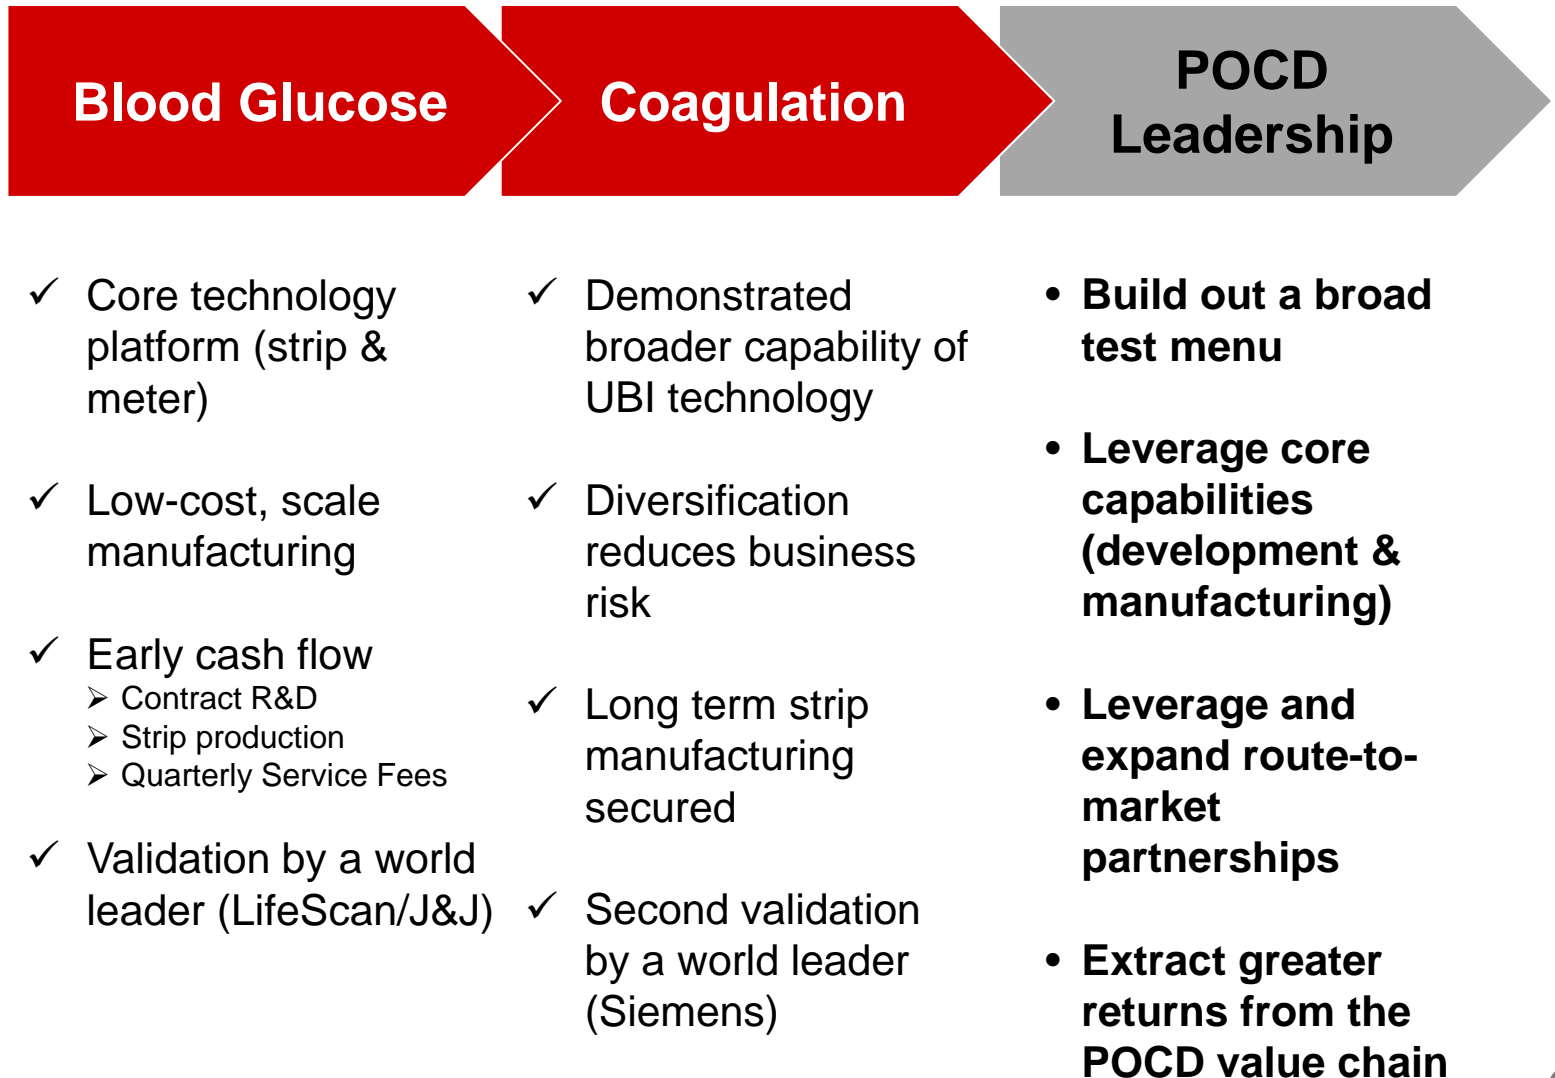 Blood Glucose
Coagulation
POCD
Leadership
✓ Core technology
platform (strip &
meter)
✓ Low-cost, scale
manufacturing
✓ Early cash flow
➢ Contract R&D
➢ Strip production
➢ Quarterly Service Fees
✓ Validation by a world
leader (LifeScan/J&J)
✓ Demonstrated
broader capability of
UBI technology
✓ Diversification
reduces business
risk
✓ Long term strip
manufacturing
secured
✓ Second validation
by a world leader
(Siemens)
• Build out a broad
test menu
• Leverage core
capabilities
(development &
manufacturing)
• Leverage and
expand route-to-
market
partnerships
• Extract greater
returns from the
POCD value chain